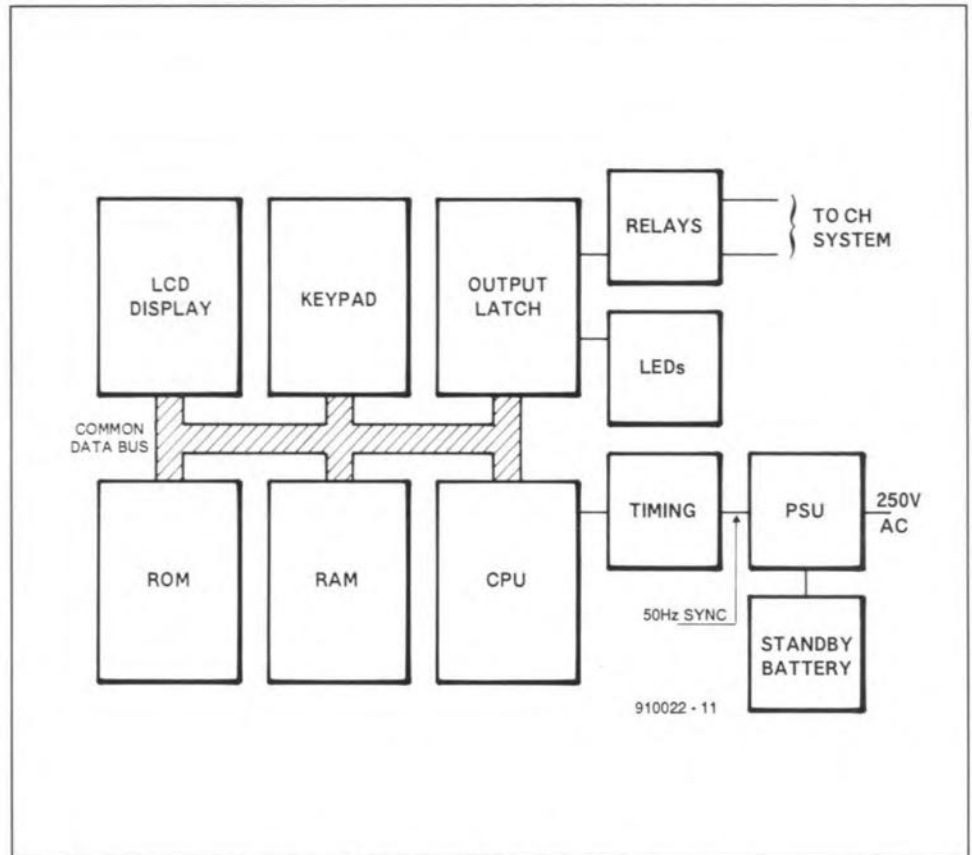 LCD
DISPLAY
KEYPAD
OUTPUT
LATCH
RELAYS
TO CH
SYSTEM
LEDs
COMMON
DATA BUS
ROM
RAM
CPU
TIMING
PSU
250V
AC
50Hz SYNC
STANDBY
BATTERY
910022 - 11